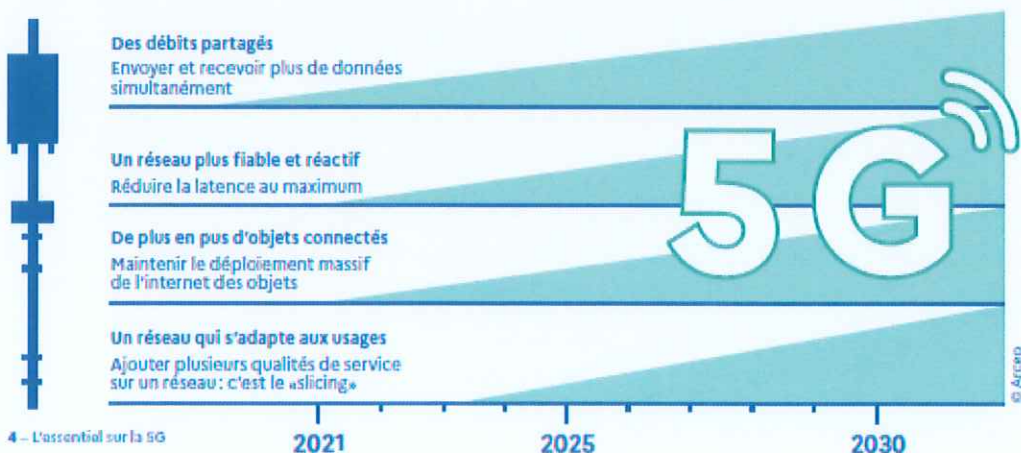 Des débits partagés
Envoyer et recevoir plus de données
simultanément
Un réseau plus fiable et réactif
Réduire la latence au maximum
5G
De plus en pus d'objets connectés
Maintenir le déploiement massif
de l'internet des objets
Un réseau qui s'adapte aux usages
Ajouter plusieurs qualités de service
sur un réseau: c'est le «slicing»
© Arcep
4 – L'essentiel sur la 5G
2021 2025 2030